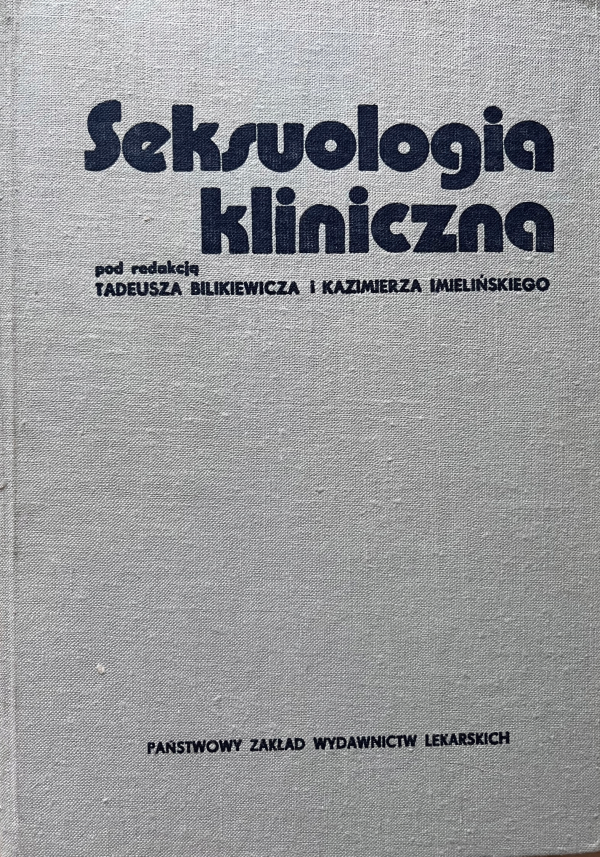 Seksuologia
kliniczna
pod redakcją
TADEUSZA BILIKIEWICZA i KAZIMIERZA IMIELIŃSKIEGO
PAŃSTWOWY ZAKŁAD WYDAWNICTW LEKARSKICH